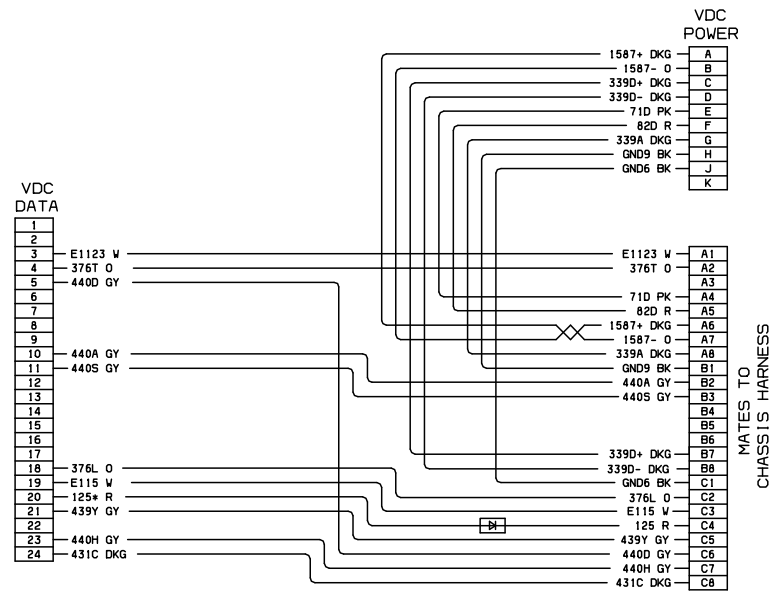 VDC
POWER
1587+ DKG A
1587- O B
339D+ DKG C
339D- DKG D
71D PK E
82D R F
339A DKG G
GND9 BK H
GND6 BK J
K
VDC
DATA
1
2
3 E1123 W E1123 W A1
4 376T O 376T O A2
5 440D GY A3
6 71D PK A4
7 82D R A5
8 1587+ DKG A6
9 1587- O A7
10 440A GY 339A DKG A8
11 440S GY GND9 BK B1
12 440A GY B2
13 440S GY B3
14 B4
15 B5
16 B6
17 339D+ DKG B7
18 376L O 339D- DKG B8
19 E115 W GND6 BK C1
20 125* R 376L O C2
21 439Y GY E115 W C3
22 125 R C4
23 440H GY 439Y GY C5
24 431C DKG 440D GY C6
440H GY C7
431C DKG C8
MATES TO
CHASSIS HARNESS